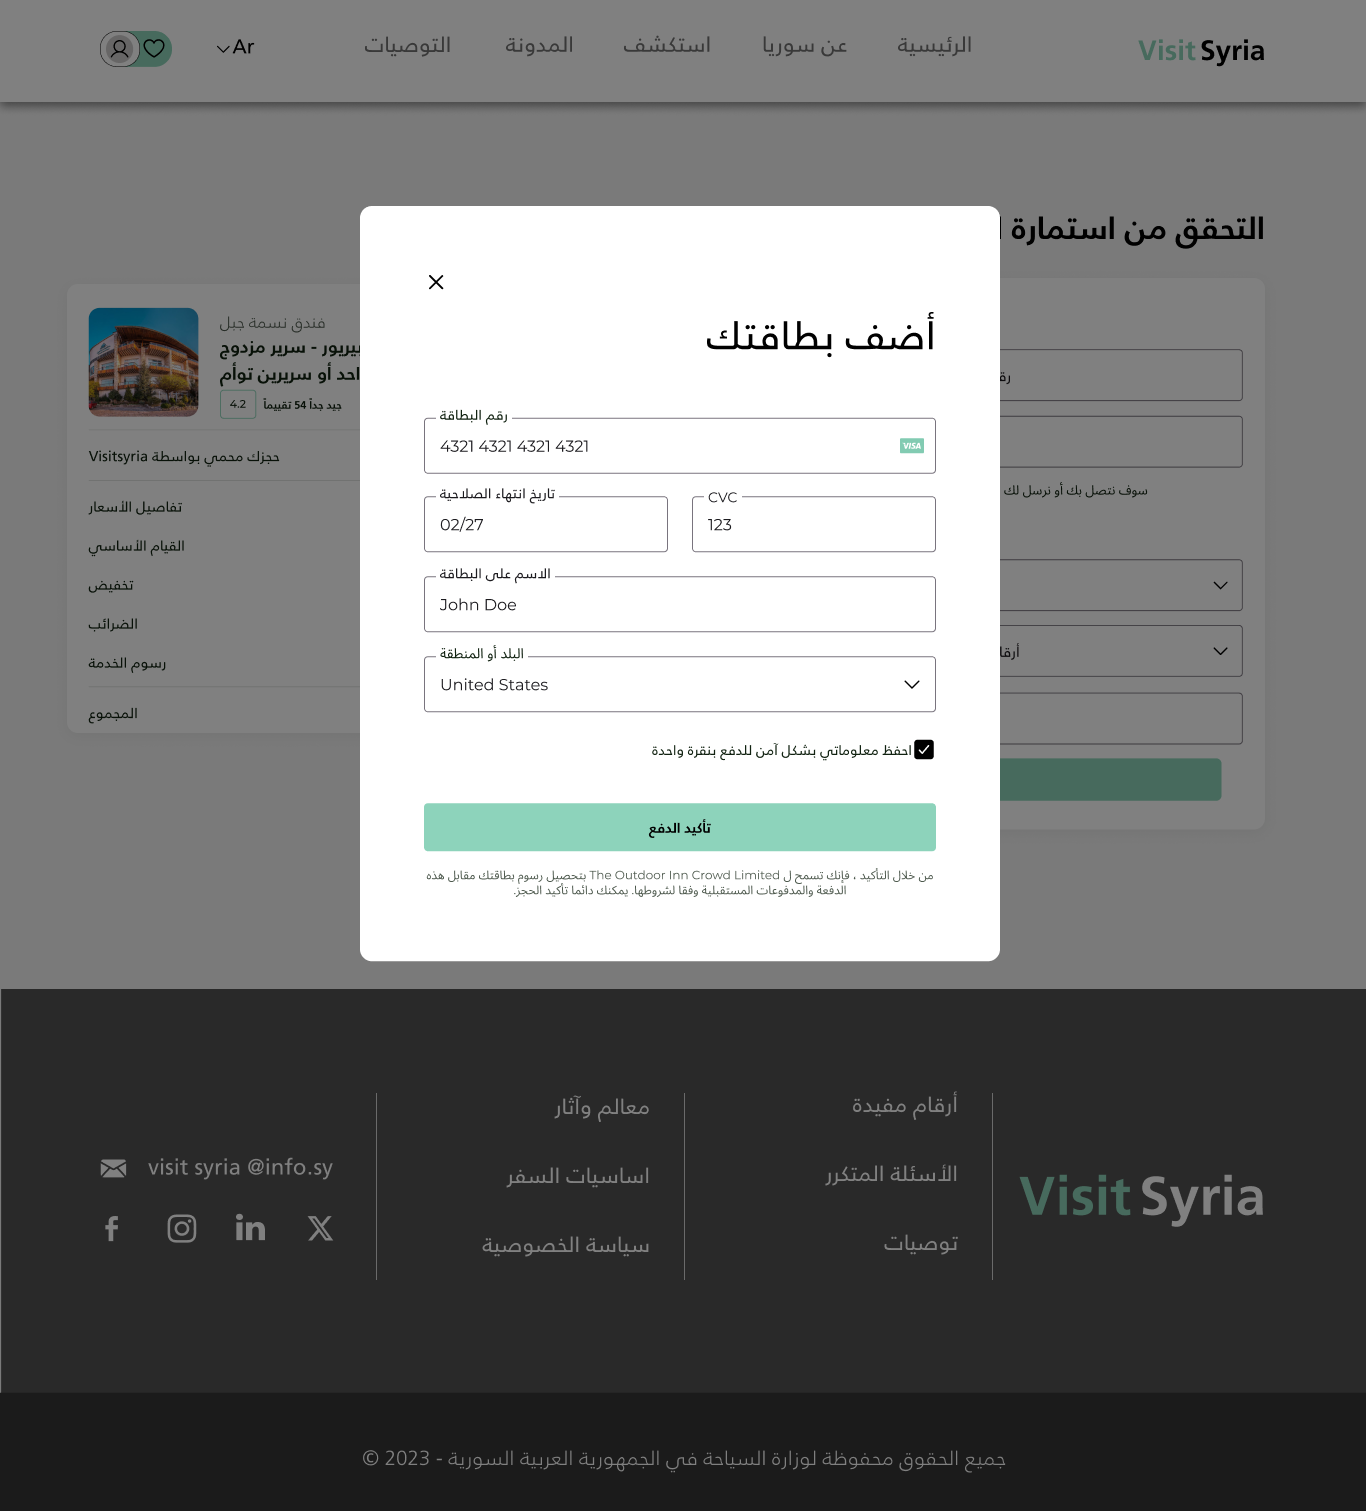 Visit Syria
الرئيسية
عن سوريا
استكشف
المدونة
التوصيات
Ar
التحقق من استمارة
سوف نتصل بك أو نرسل لك
أضف بطاقتك
رقم البطاقة
4321 4321 4321 4321
VISA
تاريخ انتهاء الصلاحية
02/27
CVC
123
الاسم على البطاقة
John Doe
البلد أو المنطقة
United States
احفظ معلوماتي بشكل آمن للدفع بنقرة واحدة
تأكيد الدفع
من خلال التأكيد ، فإنك تسمح ل The Outdoor Inn Crowd Limited بتحصيل رسوم بطاقتك مقابل هذه
الدفعة والمدفوعات المستقبلية وفقا لشروطها. يمكنك دائما تأكيد الحجز.
فندق نسمة جبل
- سرير مزدوج
أو سريرين توأم
4.2
جيد جداً 54 تقييماً
حجزك محمي بواسطة Visitsyria
تفاصيل الأسعار
القيام الأساسي
تخفيض
الضرائب
رسوم الخدمة
المجموع
Visit Syria
أرقام مفيدة
الأسئلة المتكرر
توصيات
معالم وآثار
اساسيات السفر
سياسة الخصوصية
visit syria @info.sy
جميع الحقوق محفوظة لوزارة السياحة في الجمهورية العربية السورية - 2023 ©